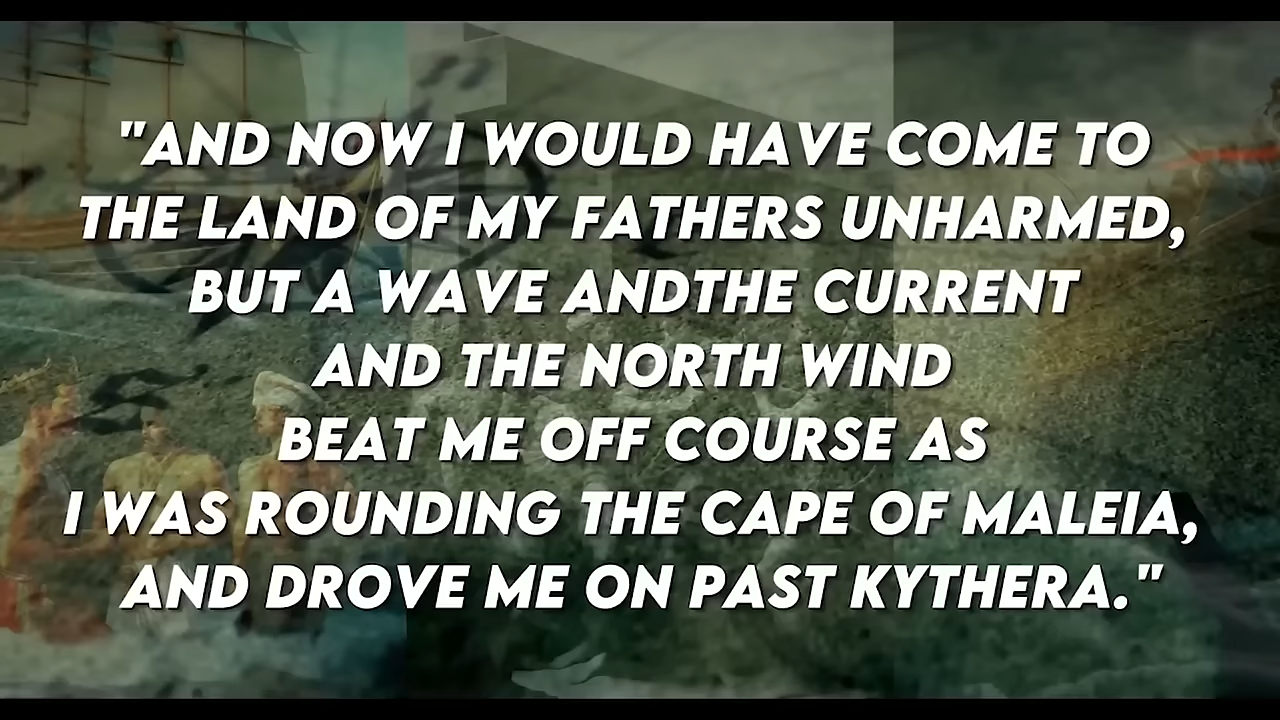 "AND NOW I WOULD HAVE COME TO
THE LAND OF MY FATHERS UNHARMED,
BUT A WAVE ANDTHE CURRENT
AND THE NORTH WIND
BEAT ME OFF COURSE AS
I WAS ROUNDING THE CAPE OF MALEIA,
AND DROVE ME ON PAST KYTHERA."